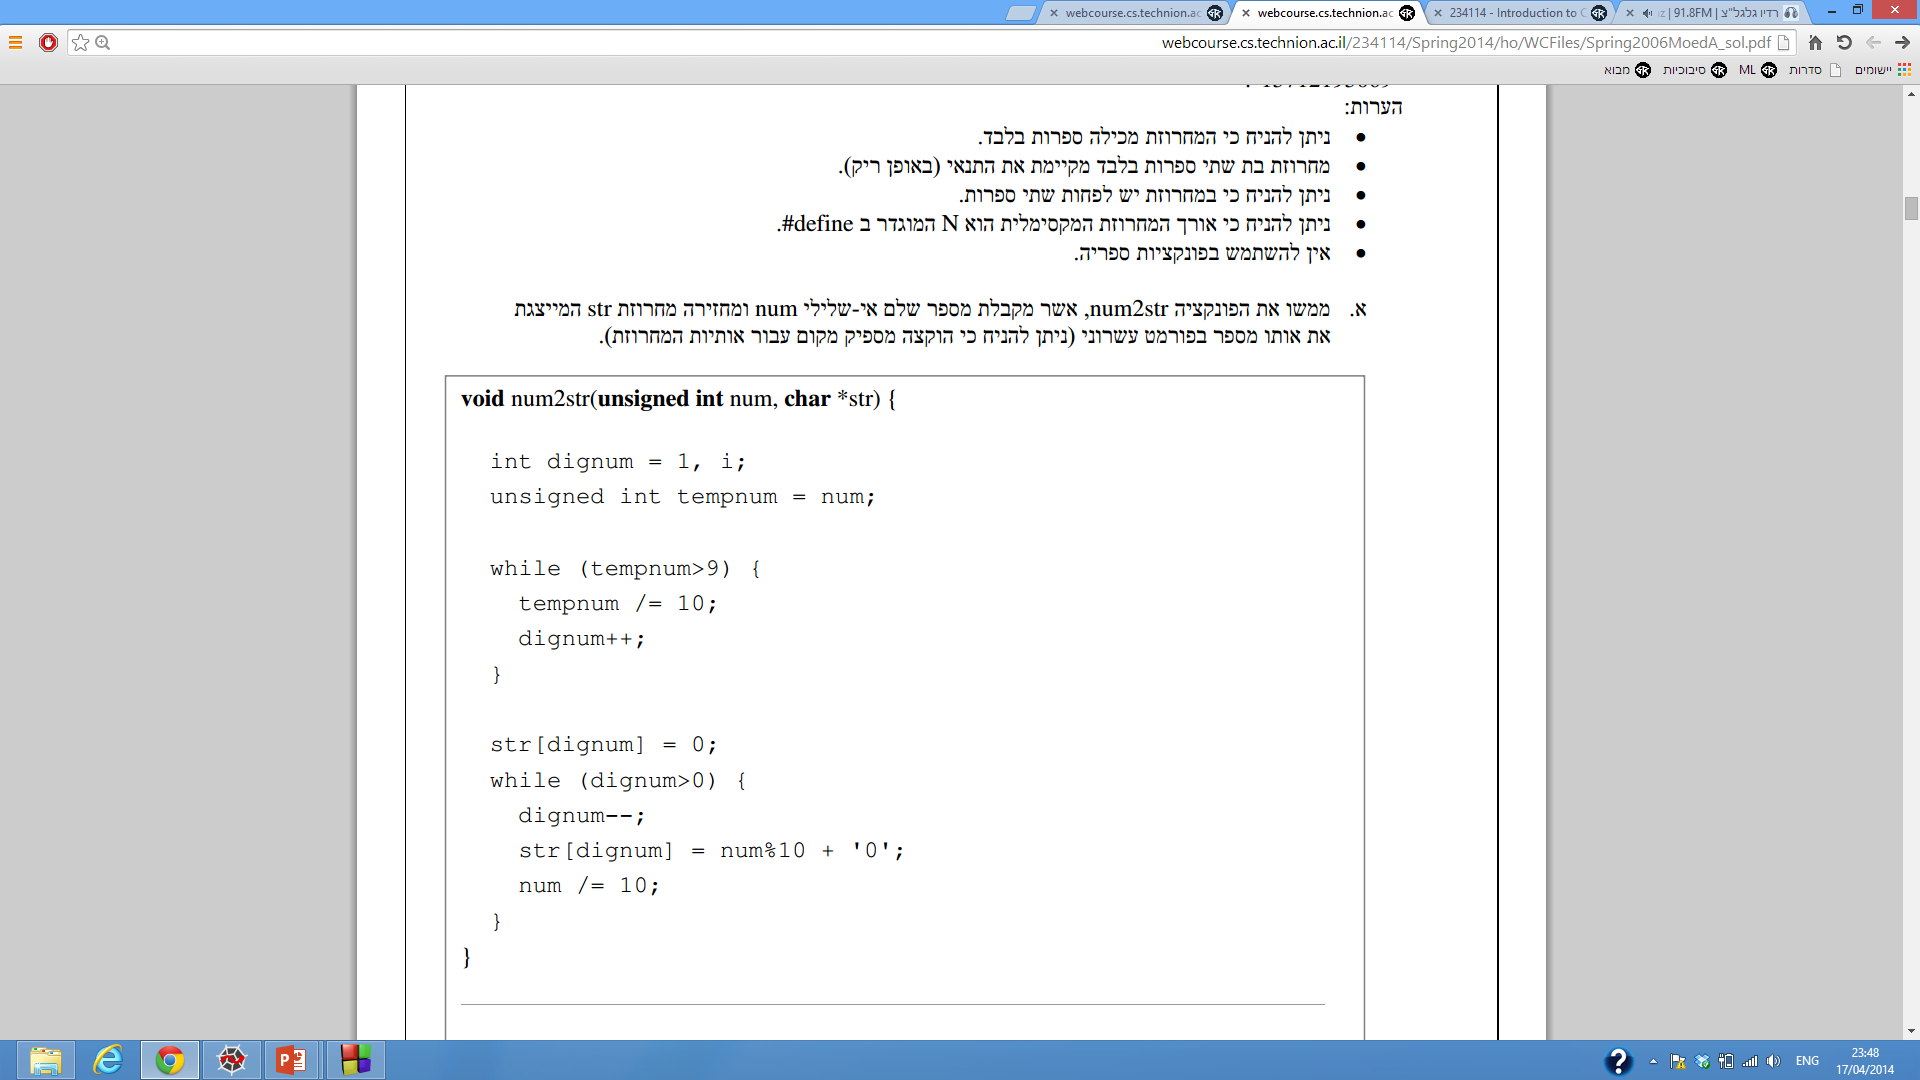 webcourse.cs.technion.ac
webcourse.cs.technion.ac
234114 - Introduction to C
רדיו גלגל"צ | 91.8FM |
webcourse.cs.technion.ac.il/234114/Spring2014/ho/WCFiles/Spring2006MoedA_sol.pdf
יישומים
סדרות
ML
סיבוכיות
מבוא
הערות:
• ניתן להניח כי המחרוזת מכילה ספרות בלבד.
• מחרוזת בת שתי ספרות בלבד מקיימת את התנאי (באופן ריק).
• ניתן להניח כי במחרוזת יש לפחות שתי ספרות.
• ניתן להניח כי אורך המחרוזת המקסימלית הוא N המוגדר ב define#.
• אין להשתמש בפונקציות ספריה.
א. ממשו את הפונקציה num2str, אשר מקבלת מספר שלם אי-שלילי num ומחזירה מחרוזת str המייצגת
את אותו מספר בפורמט עשרוני (ניתן להניח כי הוקצה מספיק מקום עבור אותיות המחרוזת).
void num2str(unsigned int num, char *str) {
int dignum = 1, i;
unsigned int tempnum = num;
while (tempnum>9) {
tempnum /= 10;
dignum++;
}
str[dignum] = 0;
while (dignum>0) {
dignum--;
str[dignum] = num%10 + '0';
num /= 10;
}
}
ENG
23:48
17/04/2014